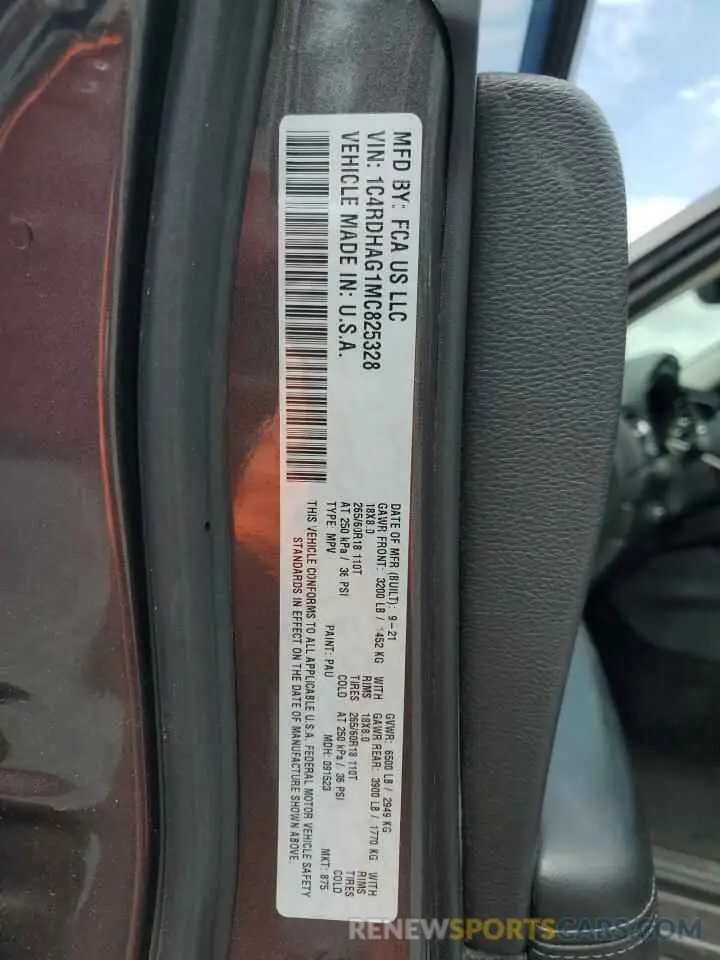 MFD BY: FCA US LLC
VIN: 1C4RDHAG1MC825328
VEHICLE MADE IN: U.S.A.
DATE OF MFR (BUILT): 9-21 GVWR: 6500 LB / 2949 KG
GAWR FRONT: 3200 LB / 1452 KG WITH GAWR REAR: 3900 LB / 1770 KG WITH
18X8.0 RIMS 18X8.0 RIMS
265/60R18 110T TIRES 265/60R18 110T TIRES
AT 250 kPa / 36 PSI COLD AT 250 kPa / 36 PSI COLD
TYPE: MPV PAINT: PAU MDH: 091523 MKT: 875
THIS VEHICLE CONFORMS TO ALL APPLICABLE U.S.A. FEDERAL MOTOR VEHICLE SAFETY
STANDARDS IN EFFECT ON THE DATE OF MANUFACTURE SHOWN ABOVE.
RENEWSPORTSCARS.COM